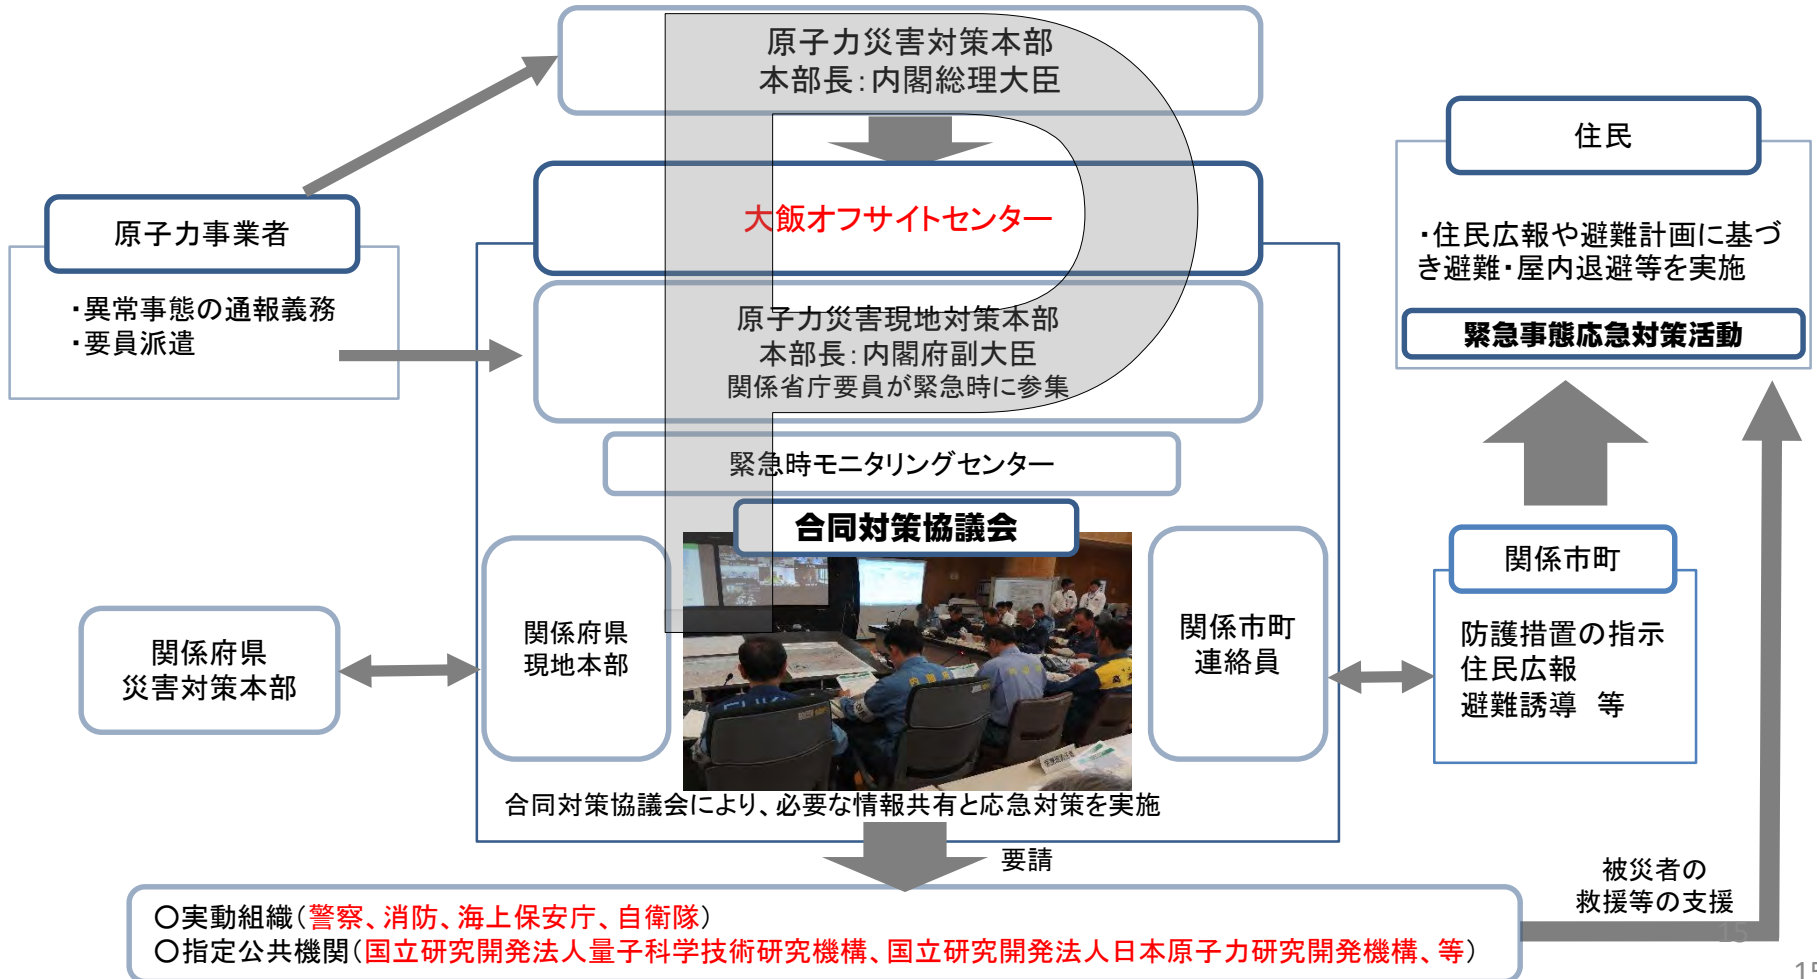 原子力災害対策本部
本部長：内閣総理大臣
住民
大飯オフサイトセンター
原子力事業者
・住民広報や避難計画に基づ
き避難・屋内退避等を実施
・異常事態の通報義務
・要員派遣
原子力災害現地対策本部
本部長：内閣府副大臣
関係省庁要員が緊急時に参集
緊急事態応急対策活動
緊急時モニタリングセンター
合同対策協議会
関係市町
関係府県
災害対策本部
関係府県
現地本部
関係市町
連絡員
防護措置の指示
住民広報
避難誘導　等
合同対策協議会により、必要な情報共有と応急対策を実施
要請
被災者の
救援等の支援
○実動組織（警察、消防、海上保安庁、自衛隊）
○指定公共機関（国立研究開発法人量子科学技術研究機構、国立研究開発法人日本原子力研究開発機構、等）
15
15
P